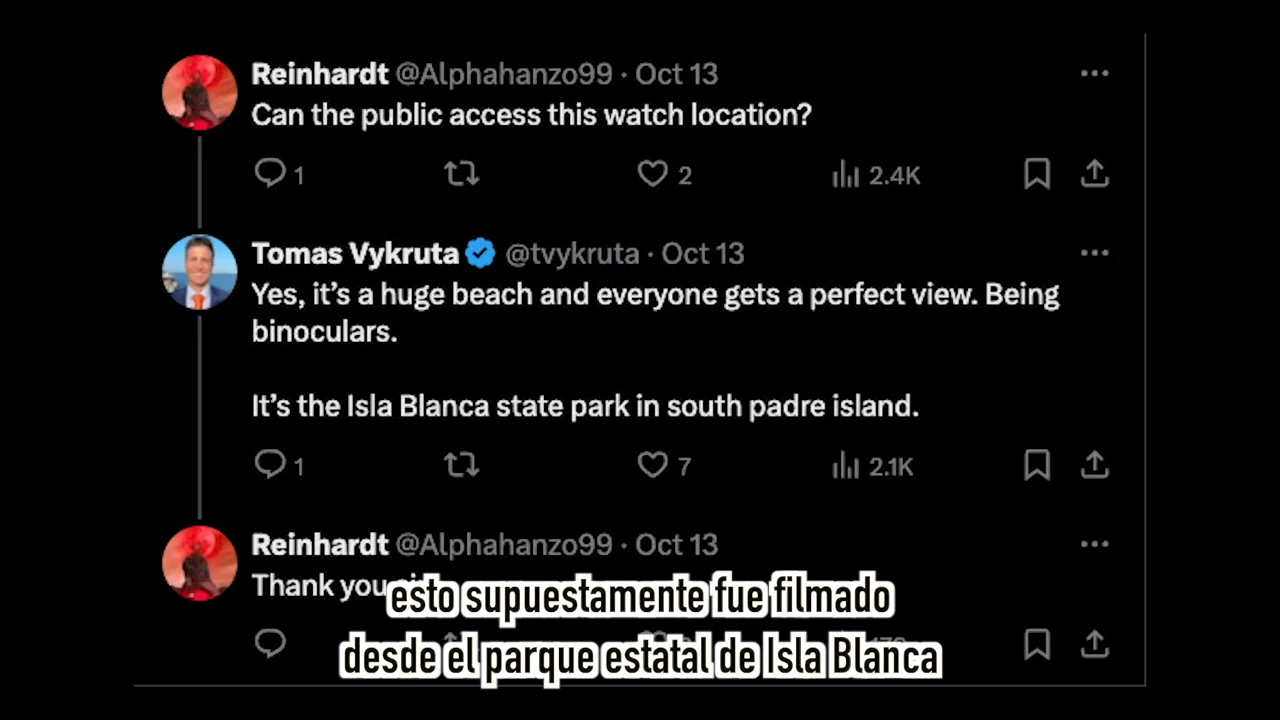 Reinhardt @Alphahanzo99 · Oct 13
Can the public access this watch location?
1 2 2.4K
Tomas Vykruta @tvykruta · Oct 13
Yes, it's a huge beach and everyone gets a perfect view. Being
binoculars.
It's the Isla Blanca state park in south padre island.
1 7 2.1K
Reinhardt @Alphahanzo99 · Oct 13
Thank you
esto supuestamente fue filmado
desde el parque estatal de Isla Blanca